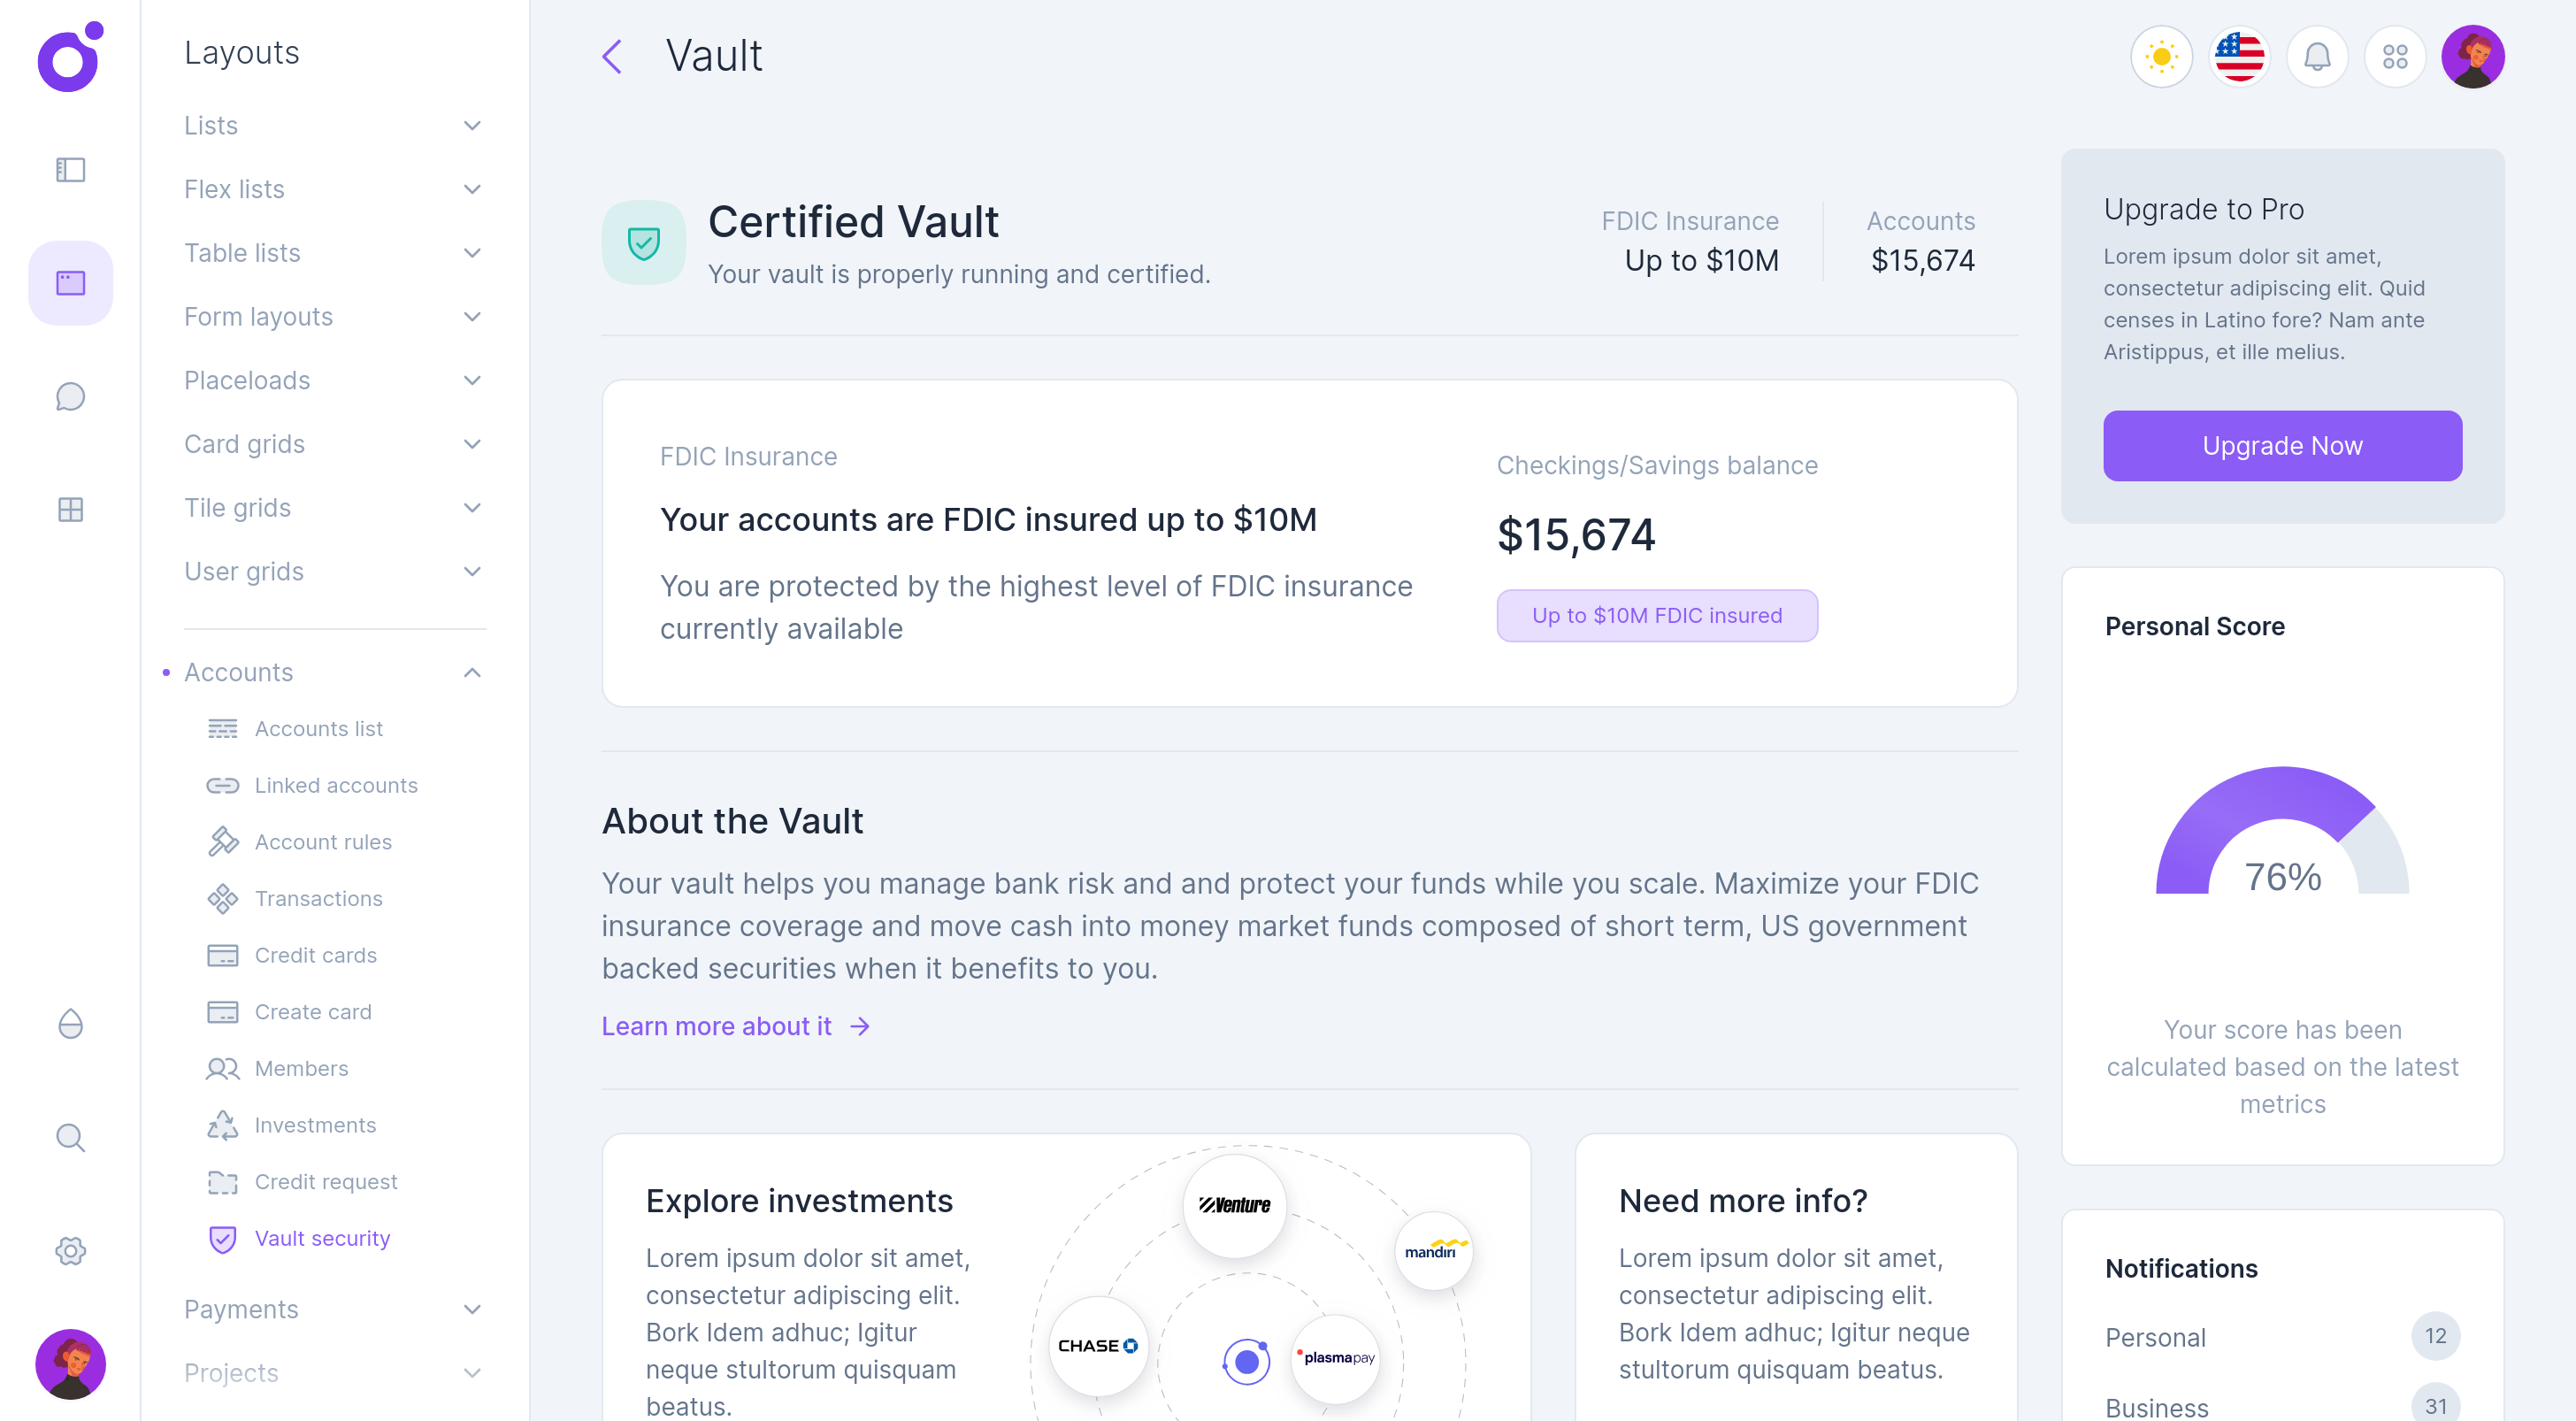 Layouts
Lists
Flex lists
Table lists
Form layouts
Placeloads
Card grids
Tile grids
User grids
Accounts
Accounts list
Linked accounts
Account rules
Transactions
Credit cards
Create card
Members
Investments
Credit request
Vault security
Payments
Projects
Vault
Certified Vault
Your vault is properly running and certified.
FDIC Insurance
Up to $10M
Accounts
$15,674
FDIC Insurance
Your accounts are FDIC insured up to $10M
You are protected by the highest level of FDIC insurance
currently available
Checkings/Savings balance
$15,674
Up to $10M FDIC insured
About the Vault
Your vault helps you manage bank risk and and protect your funds while you scale. Maximize your FDIC
insurance coverage and move cash into money market funds composed of short term, US government
backed securities when it benefits to you.
Learn more about it
Explore investments
Lorem ipsum dolor sit amet,
consectetur adipiscing elit.
Bork Idem adhuc; Igitur
neque stultorum quisquam
beatus.
Venture
mandiri
CHASE
plasmapay
Need more info?
Lorem ipsum dolor sit amet,
consectetur adipiscing elit.
Bork Idem adhuc; Igitur neque
stultorum quisquam beatus.
Upgrade to Pro
Lorem ipsum dolor sit amet,
consectetur adipiscing elit. Quid
censes in Latino fore? Nam ante
Aristippus, et ille melius.
Upgrade Now
Personal Score
76%
Your score has been
calculated based on the latest
metrics
Notifications
Personal
12
Business
31